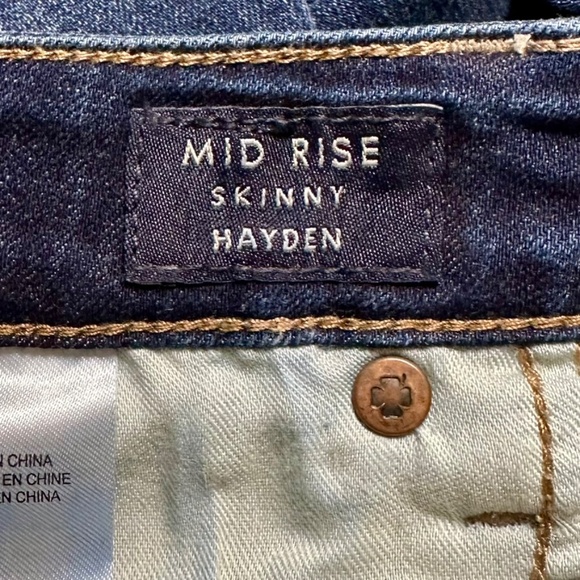 MID RISE
SKINNY
HAYDEN
CHINA
EN CHINE
EN CHINA